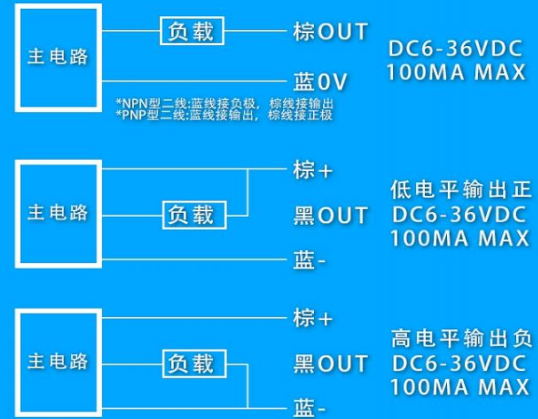 负载 棕OUT
主电路 DC6-36VDC
100MA MAX
蓝0V
*NPN型二线:蓝线接负极，棕线接输出
*PNP型二线:蓝线接输出，棕线接正极
棕+
低电平输出正
主电路 负载 黑OUT DC6-36VDC
100MA MAX
蓝-
棕+
高电平输出负
主电路 负载 黑OUT DC6-36VDC
100MA MAX
蓝-